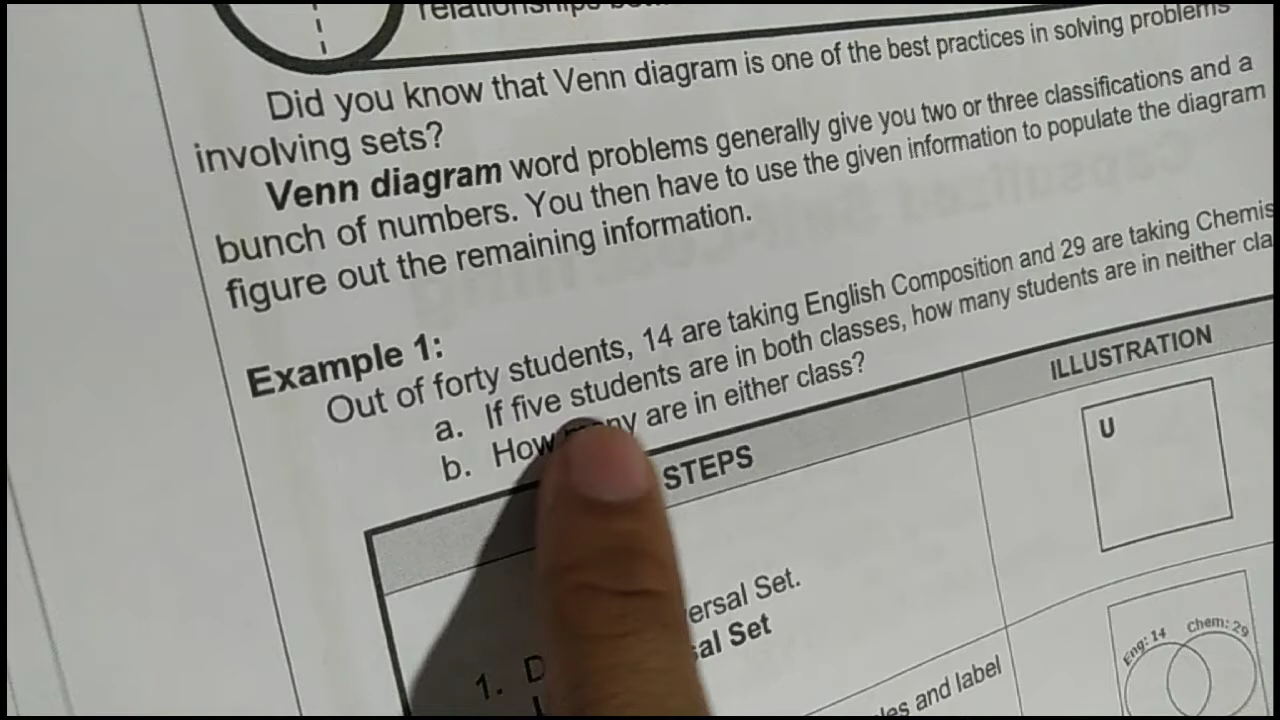 relationships
Did you know that Venn diagram is one of the best practices in solving problems
involving sets?
Venn diagram word problems generally give you two or three classifications and a
bunch of numbers. You then have to use the given information to populate the diagram
figure out the remaining information.
Example 1:
Out of forty students, 14 are taking English Composition and 29 are taking Chemis
a. If five students are in both classes, how many students are in neither cla
b. How many are in either class?
STEPS
ILLUSTRATION
U
ersal Set.
1. D
al Set
les and label
Eng: 14
Chem: 29